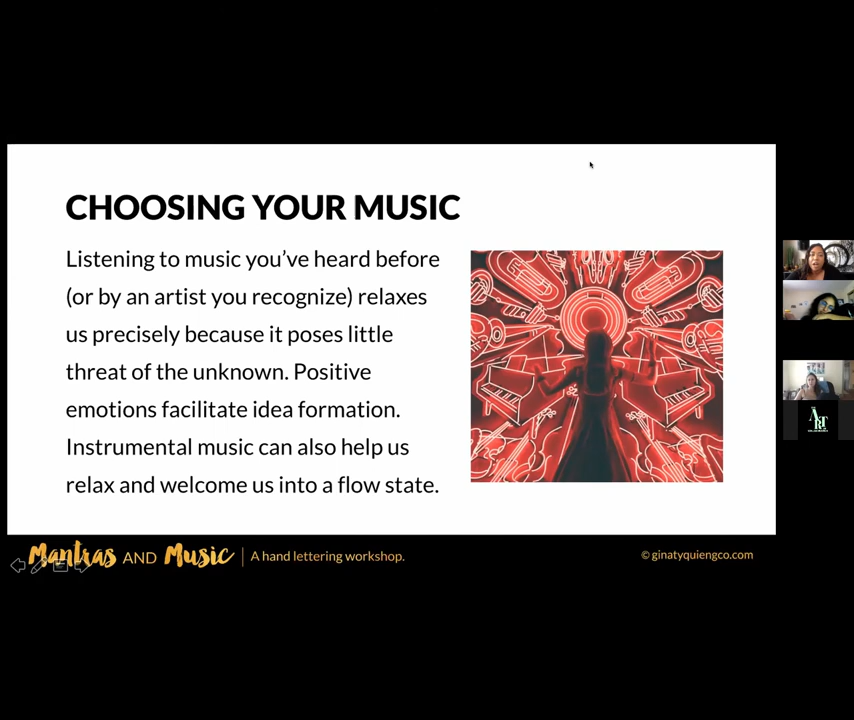 CHOOSING YOUR MUSIC
Listening to music you’ve heard before
(or by an artist you recognize) relaxes
us precisely because it poses little
threat of the unknown. Positive
emotions facilitate idea formation.
Instrumental music can also help us
relax and welcome us into a flow state.
Mantras AND Music | A hand lettering workshop.
© ginatyquiengco.com
ART